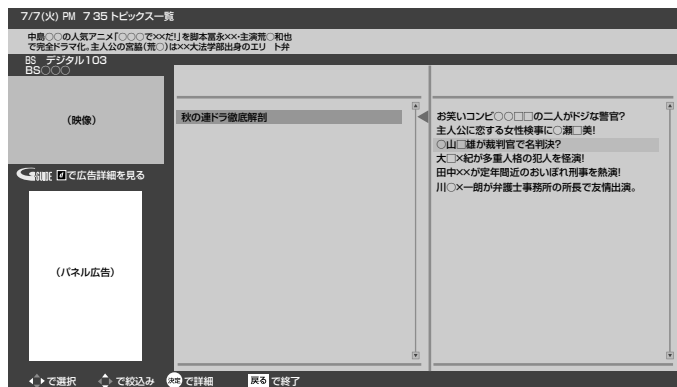 7/7(火) PM 7 35 トピックス一覧
中島○○の人気アニメ「○○○で××だ!」を脚本冨永××・主演荒○和也
で完全ドラマ化。主人公の宮脇(荒○)は××大法学部出身のエリ ト弁
BS デジタル103
BS○○○
(映像)
GGUIDE dで広告詳細を見る
(パネル広告)
秋の連ドラ徹底解剖
お笑いコンビ○○□□の二人がドジな警官?
主人公に恋する女性検事に○瀬□美!
○山□雄が裁判官で名判決?
大□×紀が多重人格の犯人を怪演!
田中××が定年間近のおいぼれ刑事を熱演!
川○×一朗が弁護士事務所の所長で友情出演。
で選択 で絞込み 決定 で詳細 戻る で終了